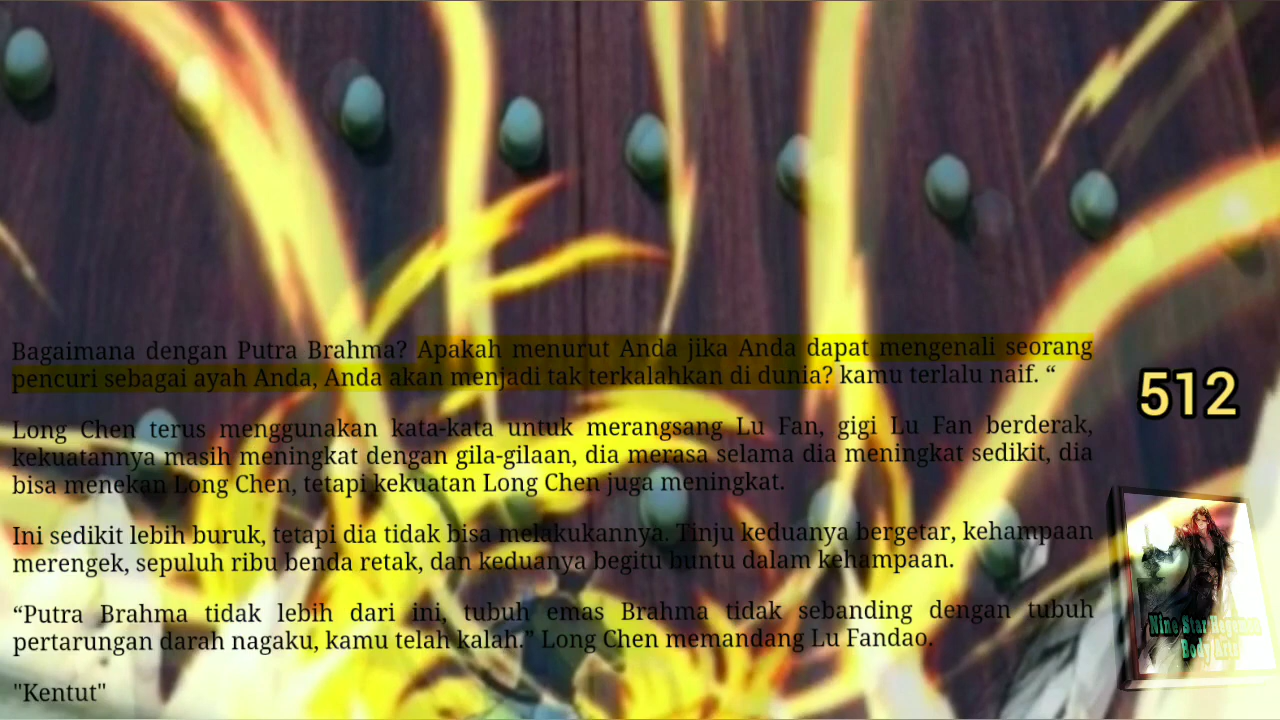 Bagaimana dengan Putra Brahma? Apakah menurut Anda jika Anda dapat mengenali seorang
pencuri sebagai ayah Anda, Anda akan menjadi tak terkalahkan di dunia? kamu terlalu naif. “
Long Chen terus menggunakan kata-kata untuk merangsang Lu Fan, gigi Lu Fan berderak,
kekuatannya masih meningkat dengan gila-gilaan, dia merasa selama dia meningkat sedikit, dia
bisa menekan Long Chen, tetapi kekuatan Long Chen juga meningkat.
Ini sedikit lebih buruk, tetapi dia tidak bisa melakukannya. Tinju keduanya bergetar, kehampaan
merengek, sepuluh ribu benda retak, dan keduanya begitu buntu dalam kehampaan.
“Putra Brahma tidak lebih dari ini, tubuh emas Brahma tidak sebanding dengan tubuh
pertarungan darah nagaku, kamu telah kalah.” Long Chen memandang Lu Fandao.
"Kentut"
512
Nine Star Hegemon
Body Arts